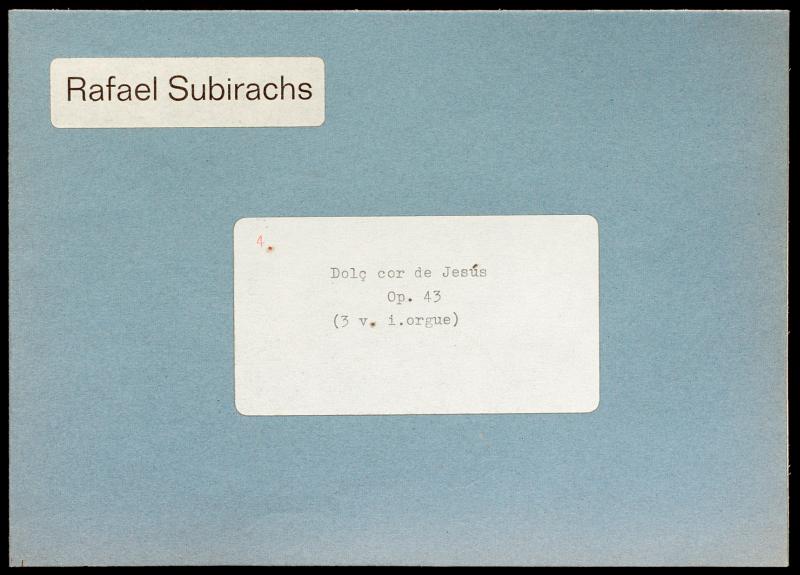 Rafael Subirachs
4.
Dolç cor de Jesús
Op. 43
(3 v. i.orgue)